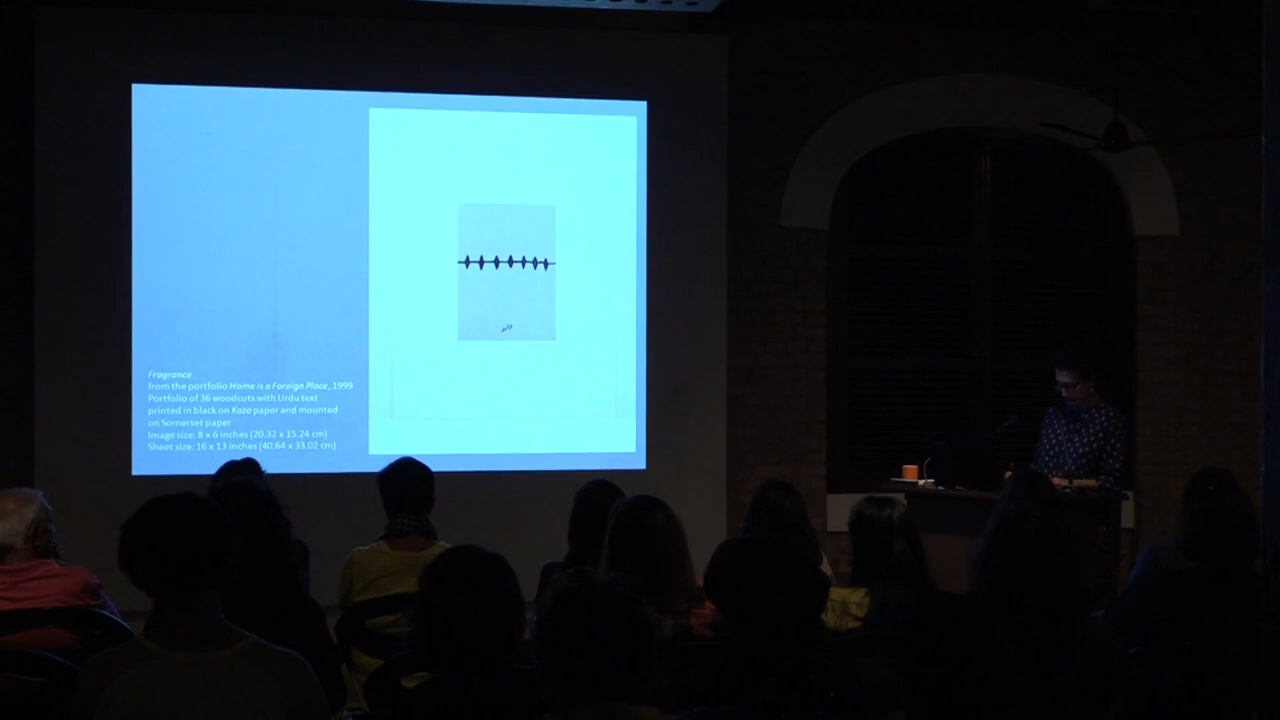 Fragrance
from the portfolio Home is a Foreign Place, 1999
Portfolio of 36 woodcuts with Urdu text
printed in black on Kozo paper and mounted
on Somerset paper
Image size: 8 x 6 inches (20.32 x 15.24 cm)
Sheet size: 16 x 13 inches (40.64 x 33.02 cm)